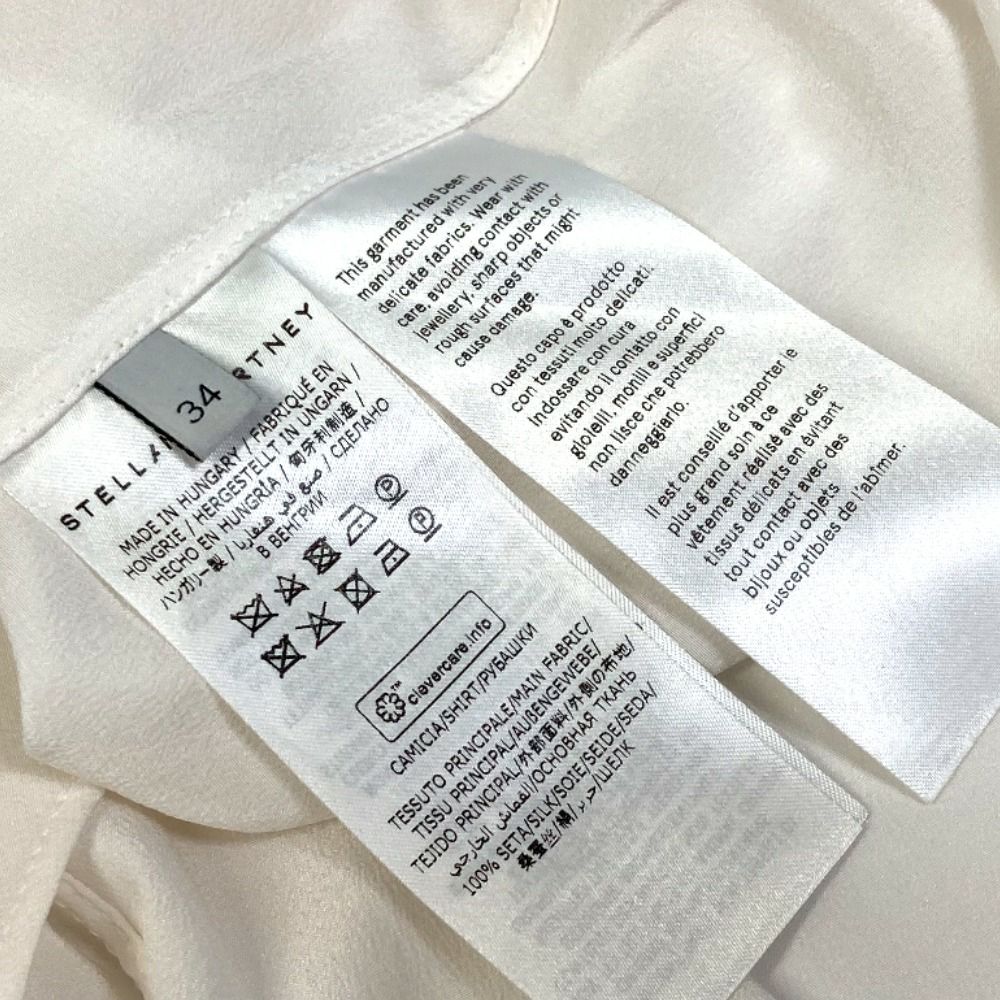 STELLA
RTNEY
34
MADE IN HUNGARY / FABRIQUÉ EN
HONGRIE / HERGESTELLT IN UNGARN /
HECHO EN HUNGRÍA / 匈牙利制造 /
ハンガリー製 / صنع في هنغاريا / СДЕЛАНО
В ВЕНГРИИ
P
P
™ clevercare.info
CAMICIA/SHIRT/РУБАШКИ
TESSUTO PRINCIPALE/MAIN FABRIC/
TISSU PRINCIPAL/AUßENGEWEBE/
TEJIDO PRINCIPAL/外部面料/外製の布地/
القماش الخارجي/ОСНОВНАЯ ТКАНЬ
100% SETA/SILK/SOIE/SEIDE/SEDA/
桑蚕丝/絹/حرير/ШЕЛК
This garment has been
manufactured with very
delicate fabrics. Wear with
care, avoiding contact with
jewellery, sharp objects or
rough surfaces that might
cause damage.
Questo capo è prodotto
con tessuti molto delicati.
Indossare con cura
evitando il contatto con
gioielli, monili e superfici
non lisce che potrebbero
danneggiarlo.
Il est conseillé d'apporter le
plus grand soin à ce
vêtement réalisé avec des
tissus délicats en évitant
tout contact avec des
bijoux ou objets
susceptibles de l'abîmer.